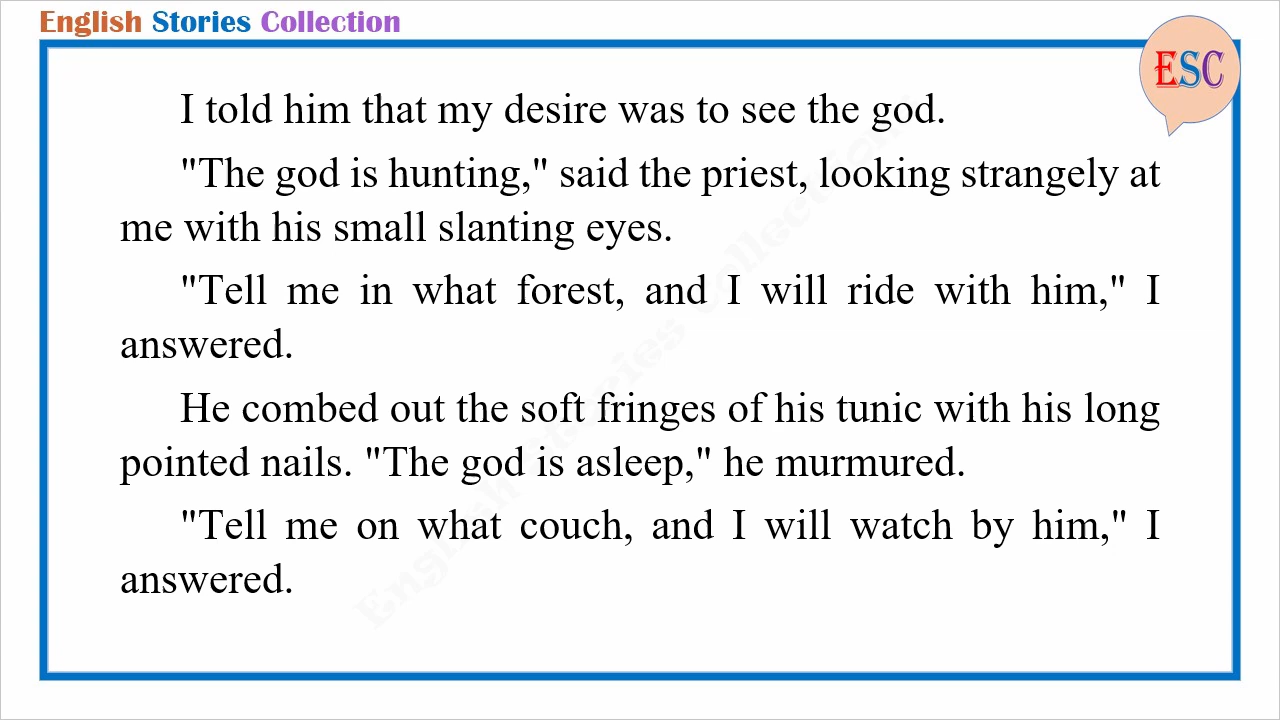 English Stories Collection
ESC
I told him that my desire was to see the god.
"The god is hunting," said the priest, looking strangely at
me with his small slanting eyes.
"Tell me in what forest, and I will ride with him," I
answered.
He combed out the soft fringes of his tunic with his long
pointed nails. "The god is asleep," he murmured.
"Tell me on what couch, and I will watch by him," I
answered.
English Stories Collection